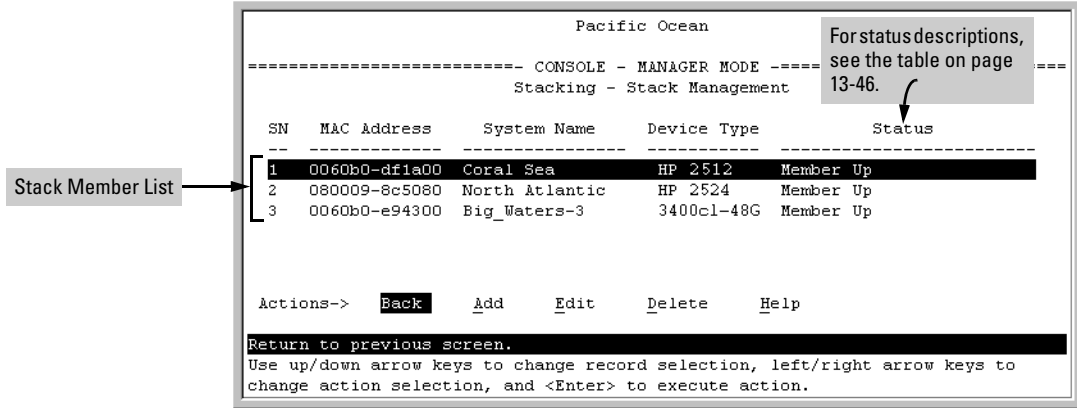 Pacific Ocean
For status descriptions,
see the table on page
13-46.
==========================- CONSOLE - MANAGER MODE -============================
Stacking - Stack Management
SN MAC Address System Name Device Type Status
-- ------------- ---------------- ----------- -------------------------
Stack Member List
1 0060b0-df1a00 Coral Sea HP 2512 Member Up
2 080009-8c5080 North Atlantic HP 2524 Member Up
3 0060b0-e94300 Big_Waters-3 3400cl-48G Member Up
Actions-> Back Add Edit Delete Help
Return to previous screen.
Use up/down arrow keys to change record selection, left/right arrow keys to
change action selection, and <Enter> to execute action.